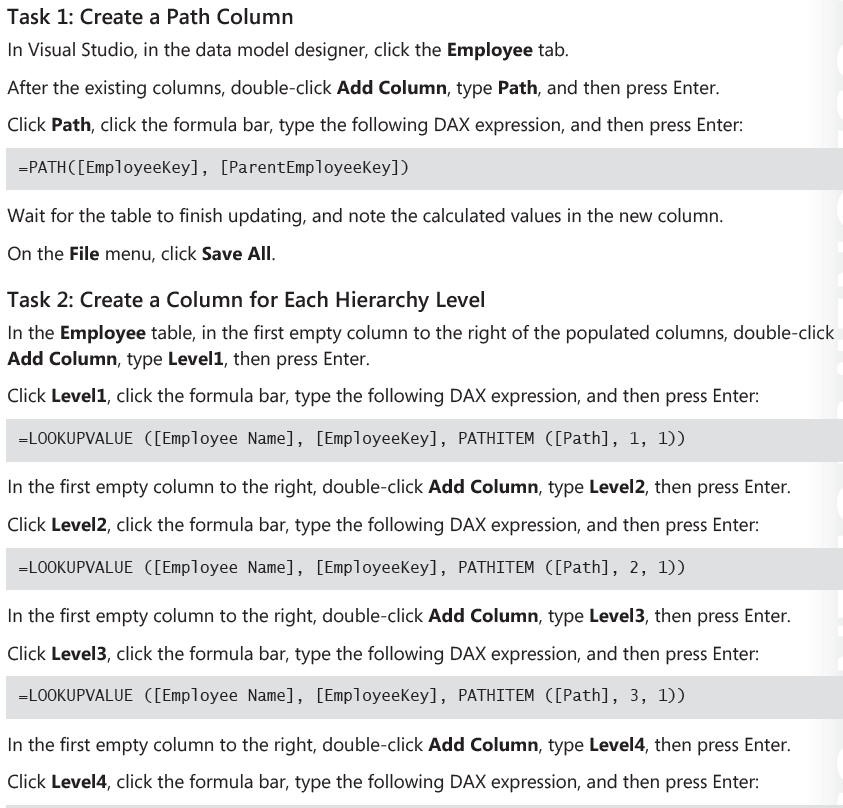 Task 1: Create a Path Column
In Visual Studio, in the data model designer, click the Employee tab.
After the existing columns, double-click Add Column, type Path, and then press Enter.
Click Path, click the formula bar, type the following DAX expression, and then press Enter:
=PATH([EmployeeKey], [ParentEmployeeKey])
Wait for the table to finish updating, and note the calculated values in the new column.
On the File menu, click Save All.
Task 2: Create a Column for Each Hierarchy Level
In the Employee table, in the first empty column to the right of the populated columns, double-click
Add Column, type Level1, then press Enter.
Click Level1, click the formula bar, type the following DAX expression, and then press Enter:
=LOOKUPVALUE ([Employee Name], [EmployeeKey], PATHITEM ([Path], 1, 1))
In the first empty column to the right, double-click Add Column, type Level2, then press Enter.
Click Level2, click the formula bar, type the following DAX expression, and then press Enter:
=LOOKUPVALUE ([Employee Name], [EmployeeKey], PATHITEM ([Path], 2, 1))
In the first empty column to the right, double-click Add Column, type Level3, then press Enter.
Click Level3, click the formula bar, type the following DAX expression, and then press Enter:
=LOOKUPVALUE ([Employee Name], [EmployeeKey], PATHITEM ([Path], 3, 1))
In the first empty column to the right, double-click Add Column, type Level4, then press Enter.
Click Level4, click the formula bar, type the following DAX expression, and then press Enter: